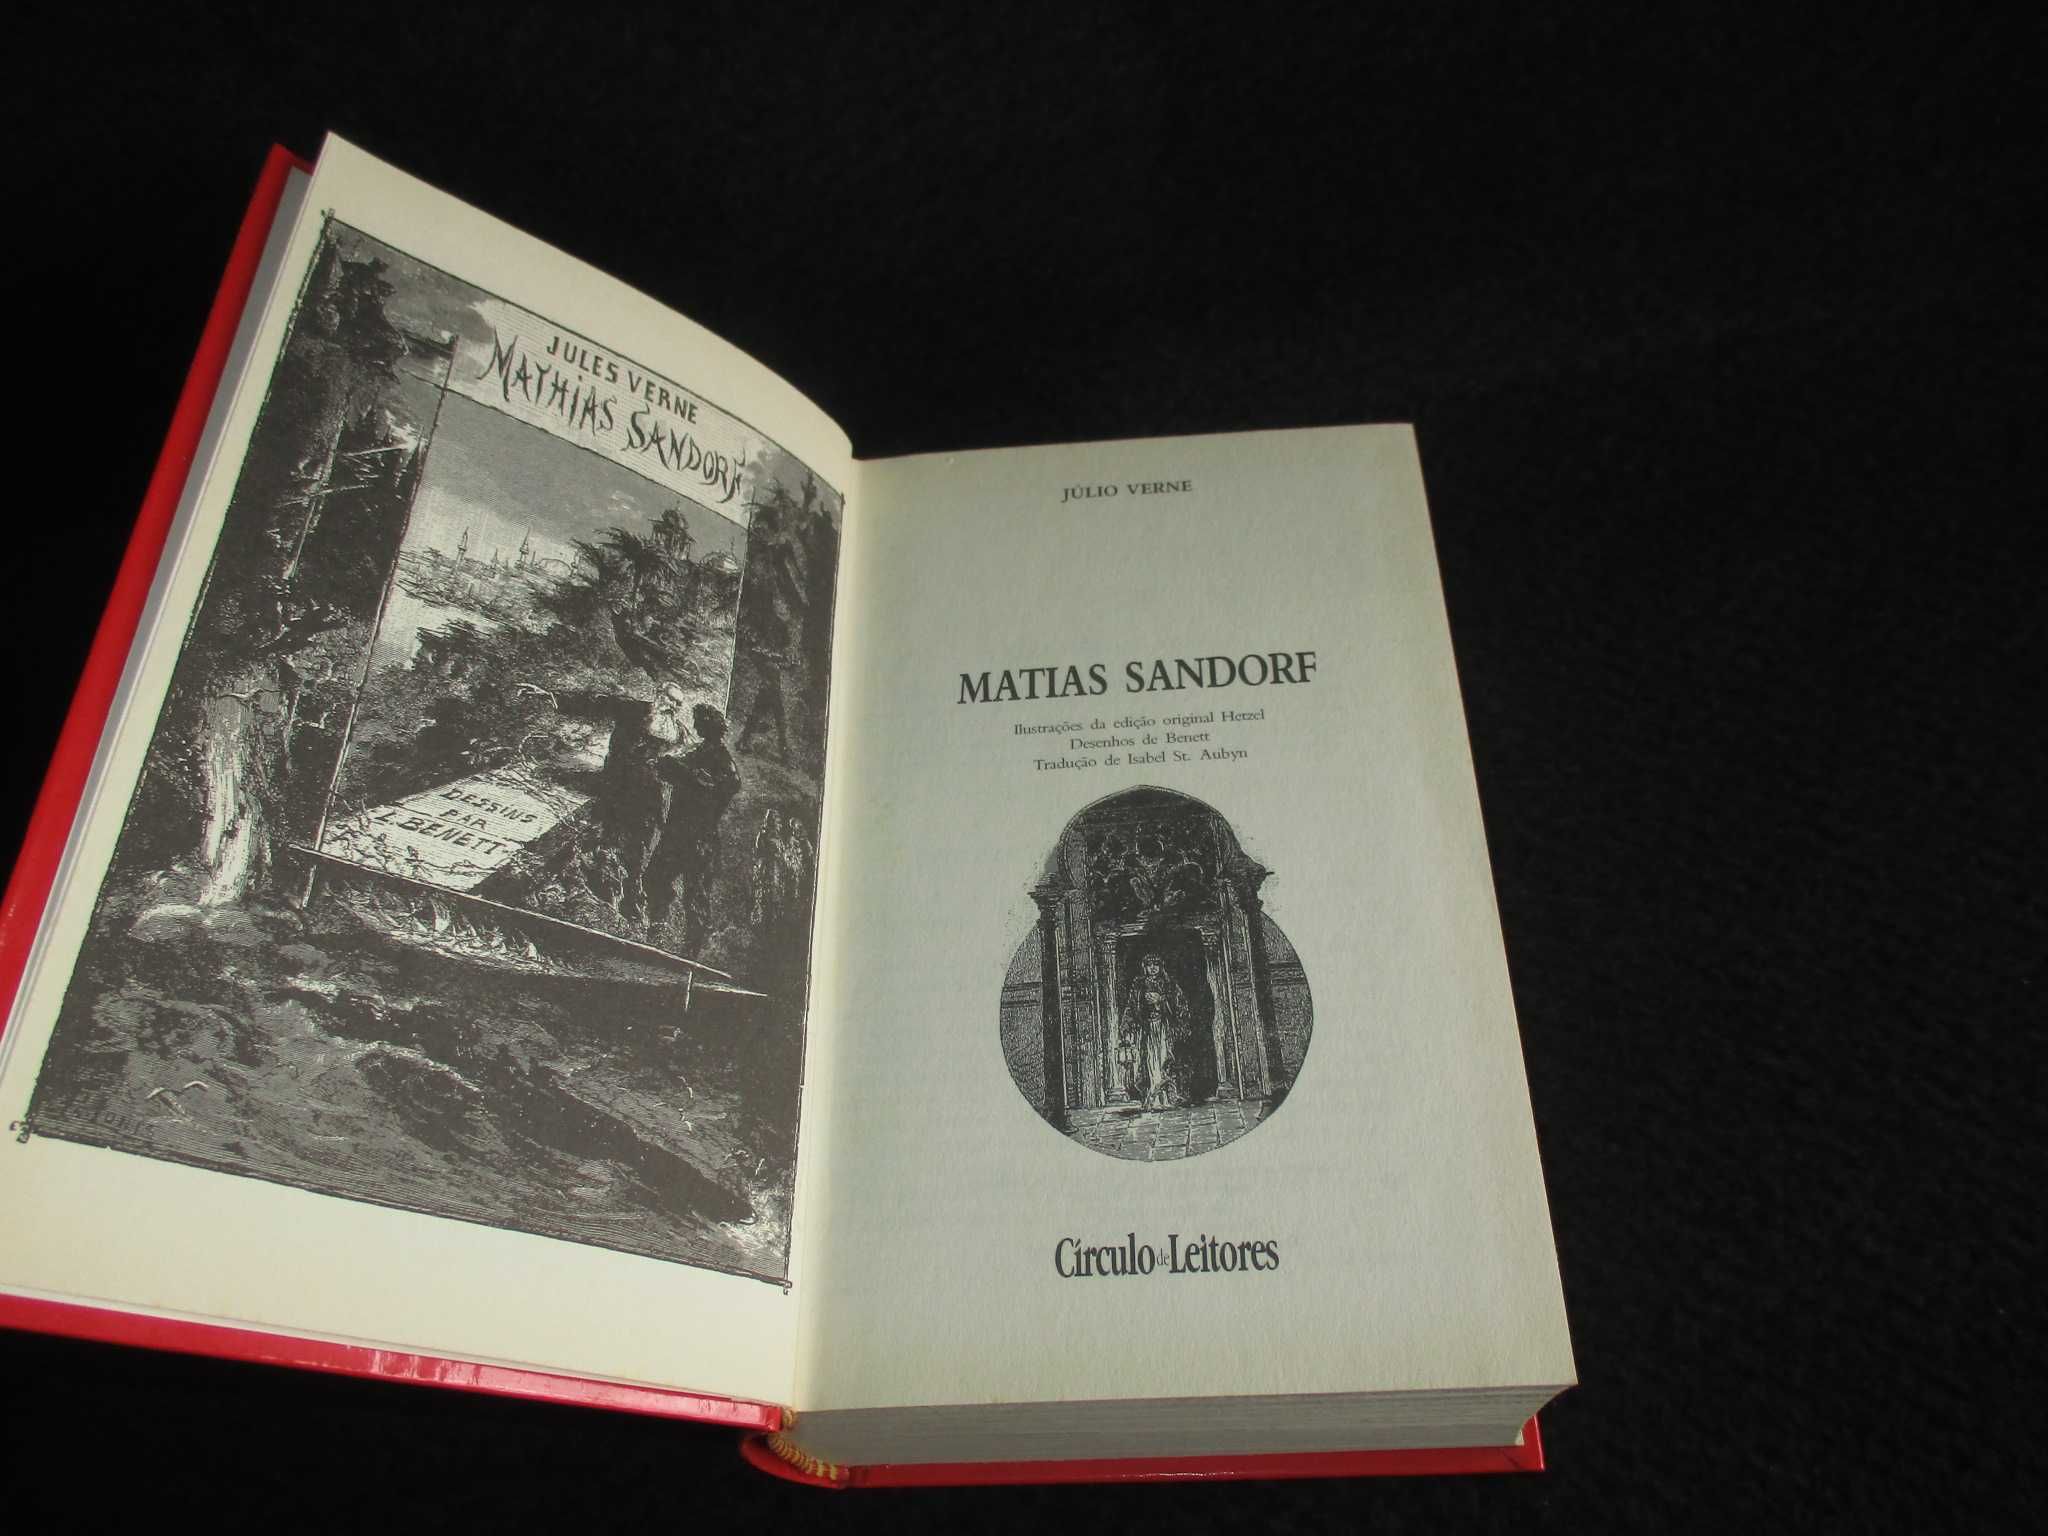 JULES VERNE
MATHIAS SANDORF
DESSINS
PAR
L. BENETT
JÚLIO VERNE
MATIAS SANDORF
Ilustrações da edição original Hetzel
Desenhos de Benett
Tradução de Isabel St. Aubyn
Círculo de Leitores